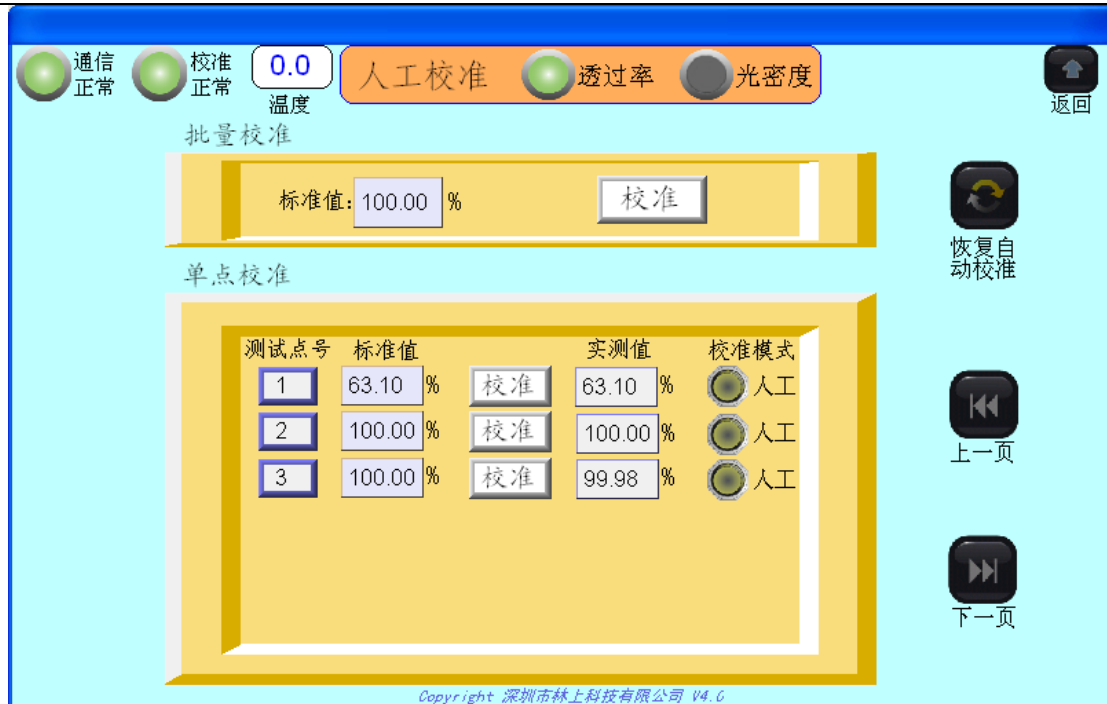 通信
正常
校准
正常
0.0
温度
人工校准
透过率
光密度
返回
批量校准
标准值: 100.00 %
校准
恢复自
动校准
单点校准
测试点号 标准值 实测值 校准模式
1 63.10 % 校准 63.10 % 人工
2 100.00 % 校准 100.00 % 人工
3 100.00 % 校准 99.98 % 人工
上一页
下一页
Copyright 深圳市林上科技有限公司